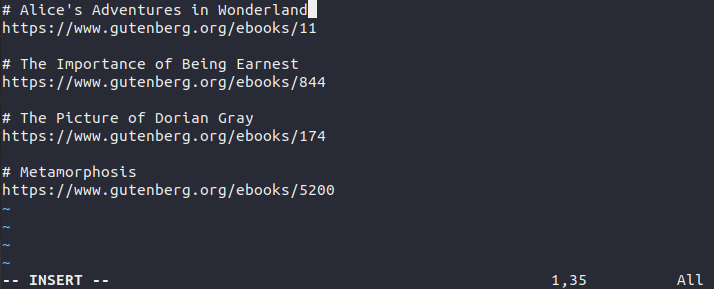 # Alice's Adventures in Wonderland
https://www.gutenberg.org/ebooks/11

# The Importance of Being Earnest
https://www.gutenberg.org/ebooks/844

# The Picture of Dorian Gray
https://www.gutenberg.org/ebooks/174

# Metamorphosis
https://www.gutenberg.org/ebooks/5200
~
~
~
~
-- INSERT -- 1,35 All